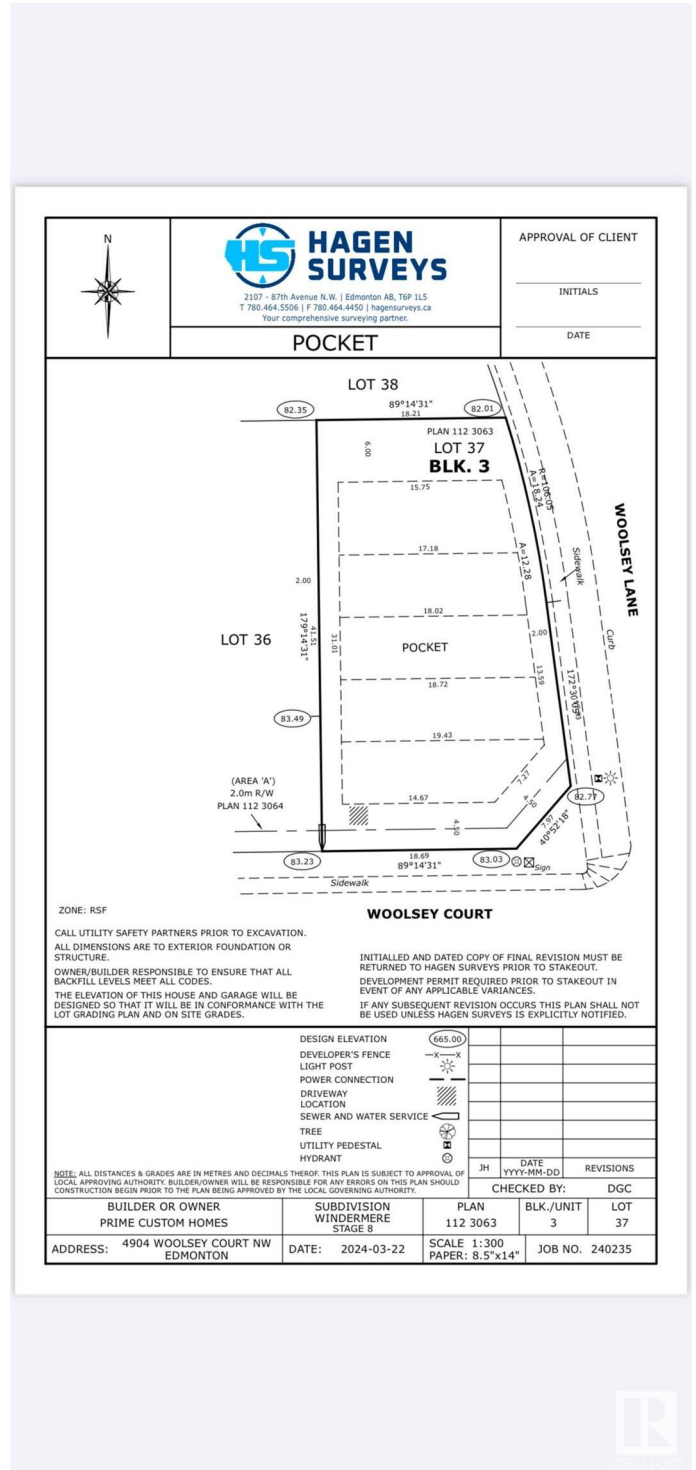 N
HAGEN
SURVEYS
HS
2107 - 87th Avenue N.W. | Edmonton AB, T6P 1L5
T 780.464.5506 | F 780.464.4450 | hagensurveys.ca
Your comprehensive surveying partner.
POCKET
APPROVAL OF CLIENT
INITIALS
DATE
LOT 38
82.35
89°14'31"
18.21
82.01
PLAN 112 3063
LOT 37
BLK. 3
6.00
15.75
R=106.05
A=18.24
WOOLSEY LANE
17.18
A=12.28
Sidewalk
2.00
18.02
2.00
Curb
LOT 36
179°14'31"
41.51
31.01
POCKET
13.59
18.72
172°30'05"
83.49
19.43
7.27
(AREA 'A')
2.0m R/W
PLAN 112 3064
14.67
4.50
82.77
4.50
7.97
40°52'18"
83.23
18.69
89°14'31"
83.03
Sign
Sidewalk
WOOLSEY COURT
ZONE: RSF
CALL UTILITY SAFETY PARTNERS PRIOR TO EXCAVATION.
ALL DIMENSIONS ARE TO EXTERIOR FOUNDATION OR
STRUCTURE.
OWNER/BUILDER RESPONSIBLE TO ENSURE THAT ALL
BACKFILL LEVELS MEET ALL CODES.
THE ELEVATION OF THIS HOUSE AND GARAGE WILL BE
DESIGNED SO THAT IT WILL BE IN CONFORMANCE WITH THE
LOT GRADING PLAN AND ON SITE GRADES.
INITIALLED AND DATED COPY OF FINAL REVISION MUST BE
RETURNED TO HAGEN SURVEYS PRIOR TO STAKEOUT.
DEVELOPMENT PERMIT REQUIRED PRIOR TO STAKEOUT IN
EVENT OF ANY APPLICABLE VARIANCES.
IF ANY SUBSEQUENT REVISION OCCURS THIS PLAN SHALL NOT
BE USED UNLESS HAGEN SURVEYS IS EXPLICITLY NOTIFIED.
DESIGN ELEVATION 665.00
DEVELOPER'S FENCE —X—X
LIGHT POST
POWER CONNECTION
DRIVEWAY
LOCATION
SEWER AND WATER SERVICE
TREE
UTILITY PEDESTAL
HYDRANT
NOTE: ALL DISTANCES & GRADES ARE IN METRES AND DECIMALS THEROF. THIS PLAN IS SUBJECT TO APPROVAL OF
LOCAL APPROVING AUTHORITY. BUILDER/OWNER WILL BE RESPONSIBLE FOR ANY ERRORS ON THIS PLAN SHOULD
CONSTRUCTION BEGIN PRIOR TO THE PLAN BEING APPROVED BY THE LOCAL GOVERNING AUTHORITY.
JH
DATE
YYYY-MM-DD
REVISIONS
CHECKED BY: DGC
BUILDER OR OWNER
PRIME CUSTOM HOMES
SUBDIVISION
WINDERMERE
STAGE 8
PLAN
112 3063
BLK./UNIT
3
LOT
37
ADDRESS: 4904 WOOLSEY COURT NW
EDMONTON
DATE: 2024-03-22
SCALE 1:300
PAPER: 8.5"x14"
JOB NO. 240235
R
REALTOR